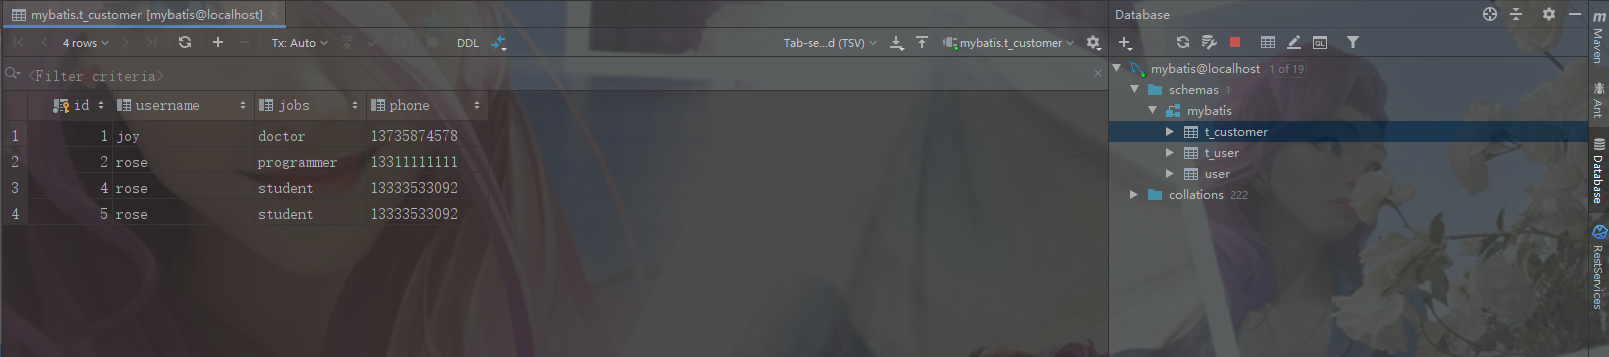 mybatis.t_customer [mybatis@localhost]
4 rows
Tx: Auto
DDL
Tab-se...d (TSV)
mybatis.t_customer
<Filter criteria>
id username jobs phone
1 1 joy doctor 13735874578
2 2 rose programmer 13311111111
3 4 rose student 13333533092
4 5 rose student 13333533092
Database
mybatis@localhost 1 of 19
schemas 1
mybatis
t_customer
t_user
user
collations 222
Maven
Ant
Database
RestServices